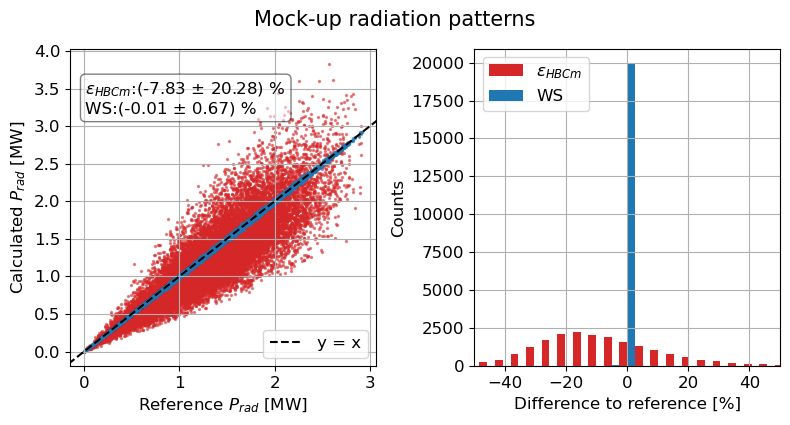 Mock-up radiation patterns
4.0
3.5
3.0
2.5
2.0
1.5
1.0
0.5
0.0
Calculated P_rad [MW]
ε_HBCm:(-7.83 ± 20.28) %
WS:(-0.01 ± 0.67) %
y = x
0
1
2
3
Reference P_rad [MW]
20000
17500
15000
12500
10000
7500
5000
2500
0
Counts
ε_HBCm
WS
−40
−20
0
20
40
Difference to reference [%]